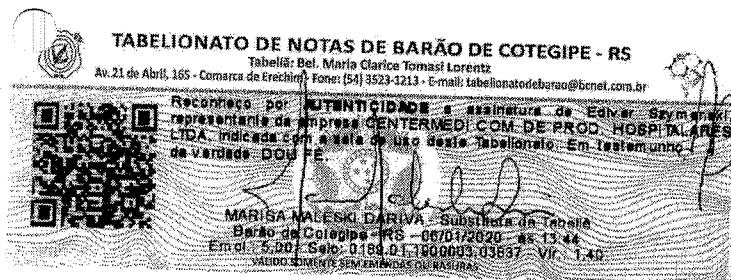 TABELIONATO DE NOTAS DE BARÃO DE COTEGIPE - RS
Tabeliã: Bel. Maria Clarice Tomasi Lorentz
Av. 21 de Abril, 165 - Comarca de Erechim - Fone: (54) 3523-1213 - E-mail: tabelionatodebarao@bcnet.com.br
Reconheço por AUTENTICIDADE a assinatura de Edivar Szymanski,
representante da empresa CENTERMEDI COM DE PROD. HOSPITALARES
LTDA, indicada com a seta de uso deste Tabelionato. Em testemunho
da verdade. DOU FÉ.
MARISA MALESKI DARIVA - Substituta da Tabeliã
Barão de Cotegipe - RS - 06/01/2020 - às 13:44
Emol.: 5,00 / Selo: 0189.01.1600003.03637 - Vlr.: 1,40
VÁLIDO SOMENTE SEM EMENDAS OU RASURAS